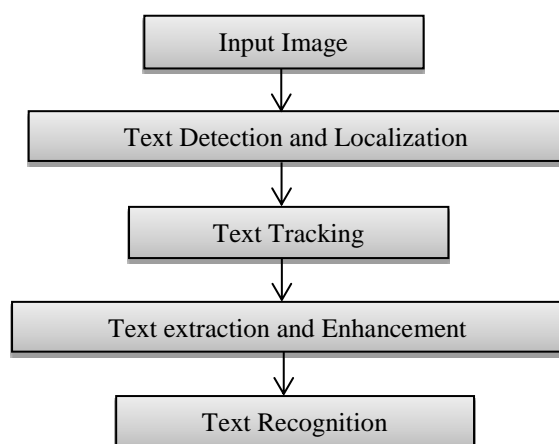 Input Image
Text Detection and Localization
Text Tracking
Text extraction and Enhancement
Text Recognition